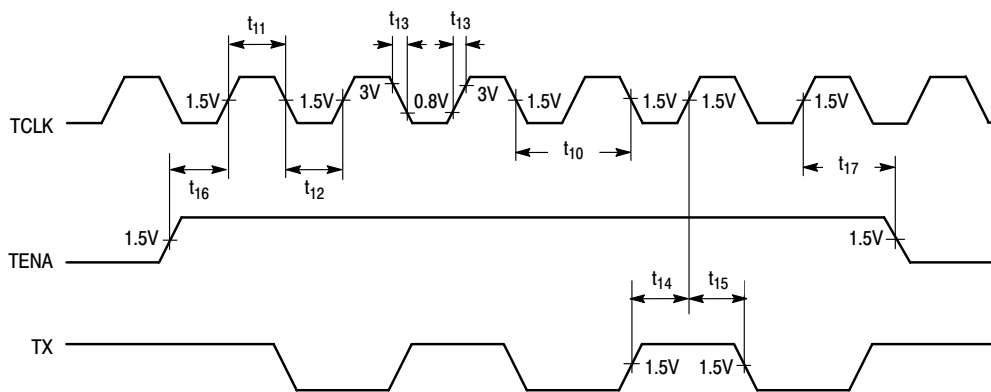 t13 t13
t11
1.5V 1.5V 3V 0.8V 3V 1.5V 1.5V 1.5V 1.5V
TCLK
t10 t17
t16 t12
1.5V 1.5V
TENA
t14 t15
TX
1.5V 1.5V